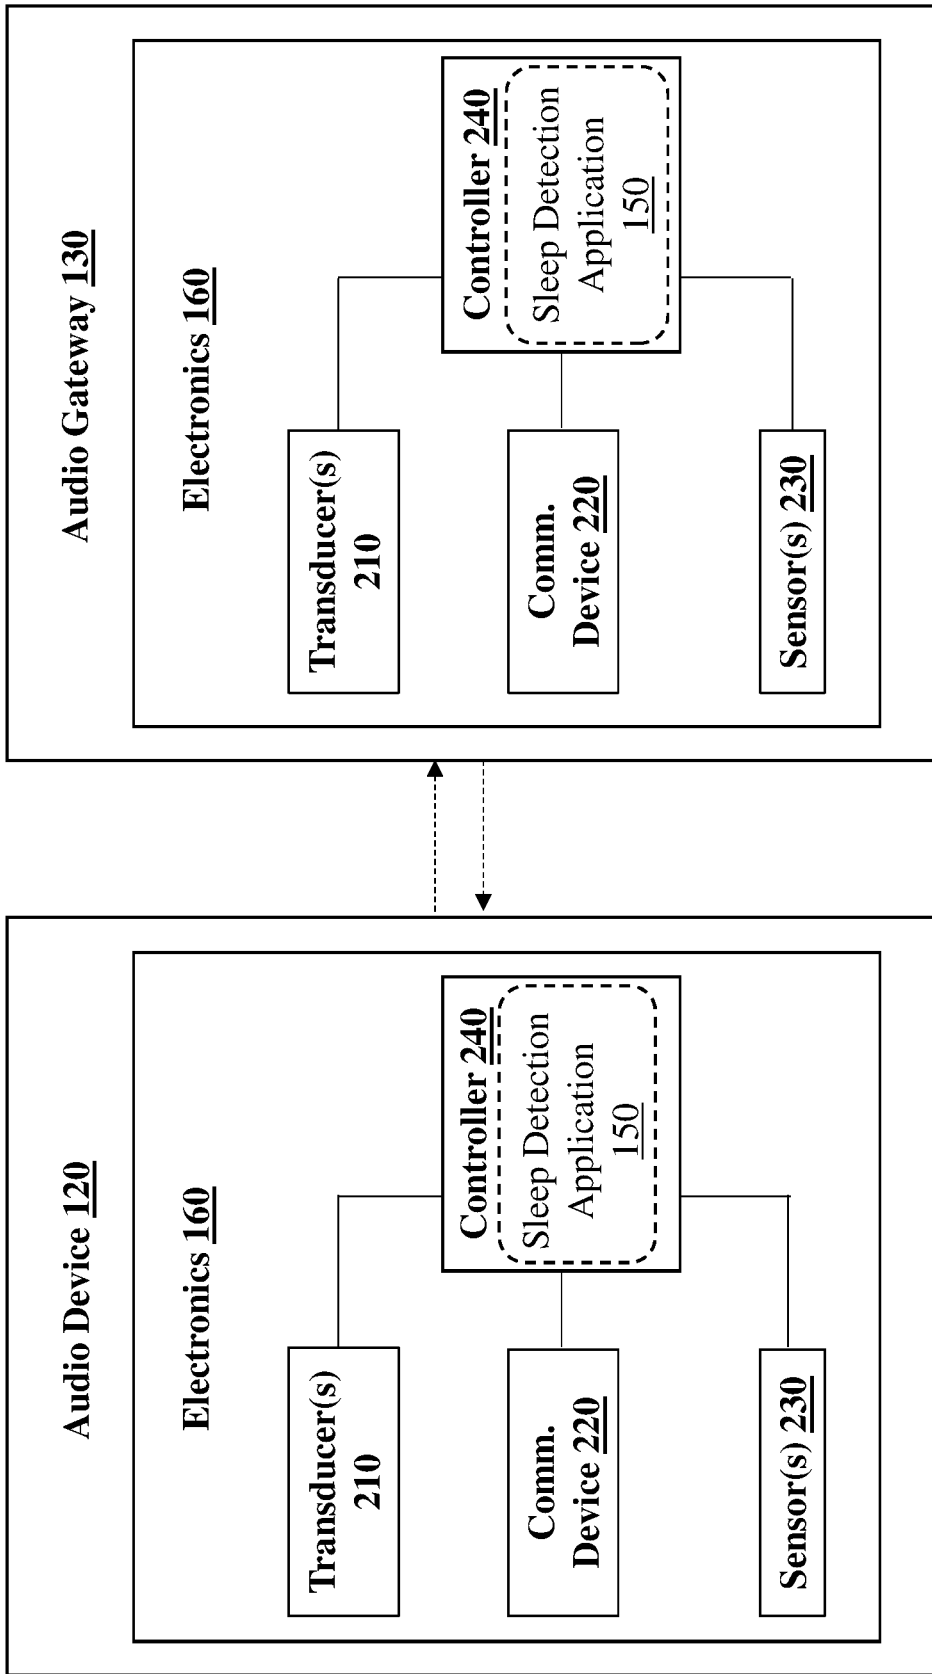 Audio Device 120
Electronics 160
Transducer(s)
210
Comm.
Device 220
Sensor(s) 230
Controller 240
Sleep Detection
Application
150
Audio Gateway 130
Electronics 160
Transducer(s)
210
Comm.
Device 220
Sensor(s) 230
Controller 240
Sleep Detection
Application
150